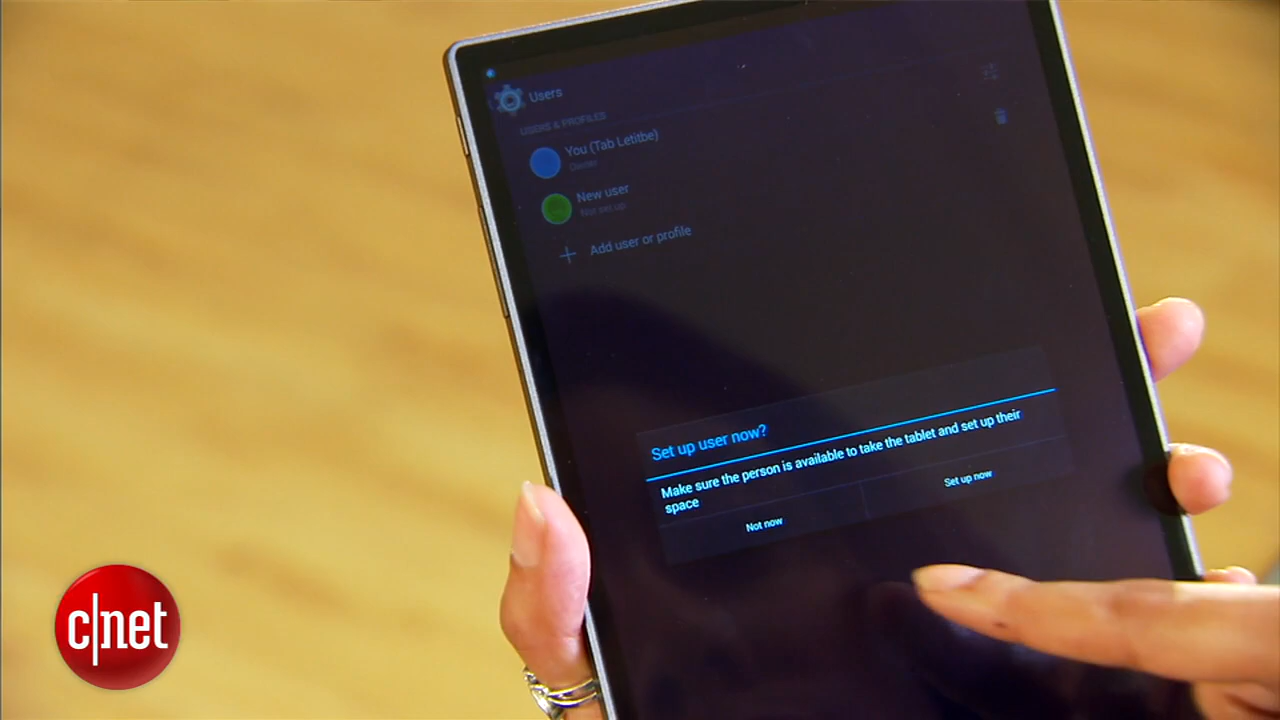 Users
USERS & PROFILES
You (Tab Letitbe)
Owner
New user
Not set up
Add user or profile
Set up user now?
Make sure the person is available to take the tablet and set up their
space
Not now
Set up now
c|net